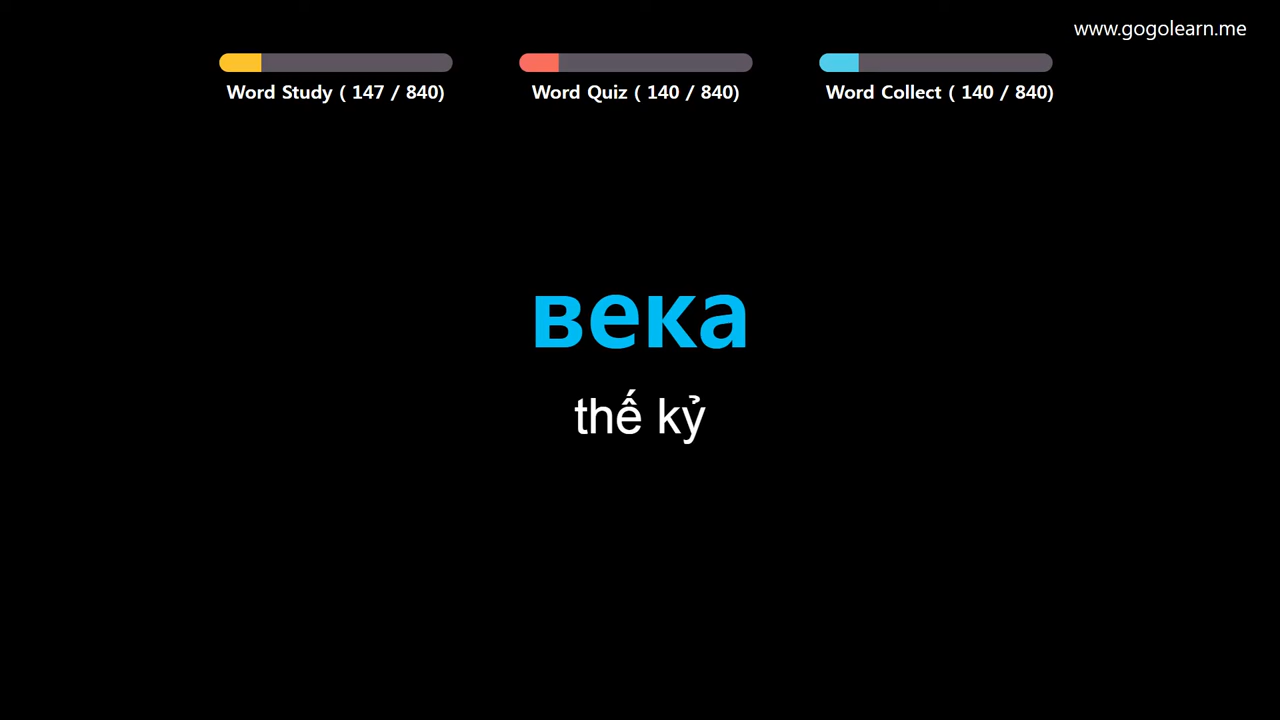 www.gogolearn.me
Word Study ( 147 / 840)
Word Quiz ( 140 / 840)
Word Collect ( 140 / 840)
века
thế kỷ